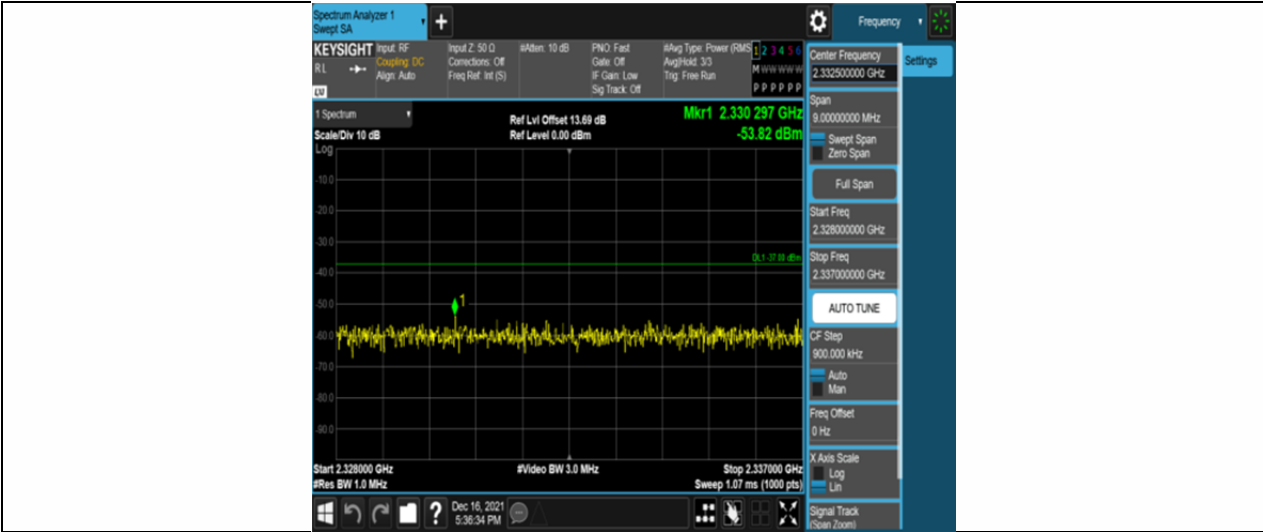 Spectrum Analyzer 1
Swept SA
+
Frequency
KEYSIGHT
RL
LV
Input: RF
Coupling: DC
Align: Auto
Input Z: 50 Ω
Corrections: Off
Freq Ref: Int (S)
#Atten: 10 dB
PNO: Fast
Gate: Off
IF Gain: Low
Sig Track: Off
#Avg Type: Power (RMS
Avg|Hold: 3/3
Trig: Free Run
1 2 3 4 5 6
M W W W W W
P P P P P P
Center Frequency
2.332500000 GHz
Settings
1 Spectrum
Scale/Div 10 dB
Ref Lvl Offset 13.69 dB
Ref Level 0.00 dBm
Mkr1 2.330 297 GHz
-53.82 dBm
Span
9.00000000 MHz
Swept Span
Zero Span
Full Span
Start Freq
2.328000000 GHz
Stop Freq
2.337000000 GHz
AUTO TUNE
CF Step
900.000 kHz
Auto
Man
Freq Offset
0 Hz
X Axis Scale
Log
Lin
Signal Track
(Span Zoom)
Log
-10.0
-20.0
-30.0
DL1 -37.00 dBm
-40.0
-50.0
1
-60.0
-70.0
-80.0
-90.0
Start 2.328000 GHz
#Res BW 1.0 MHz
#Video BW 3.0 MHz
Stop 2.337000 GHz
Sweep 1.07 ms (1000 pts)
?
Dec 16, 2021
5:36:34 PM